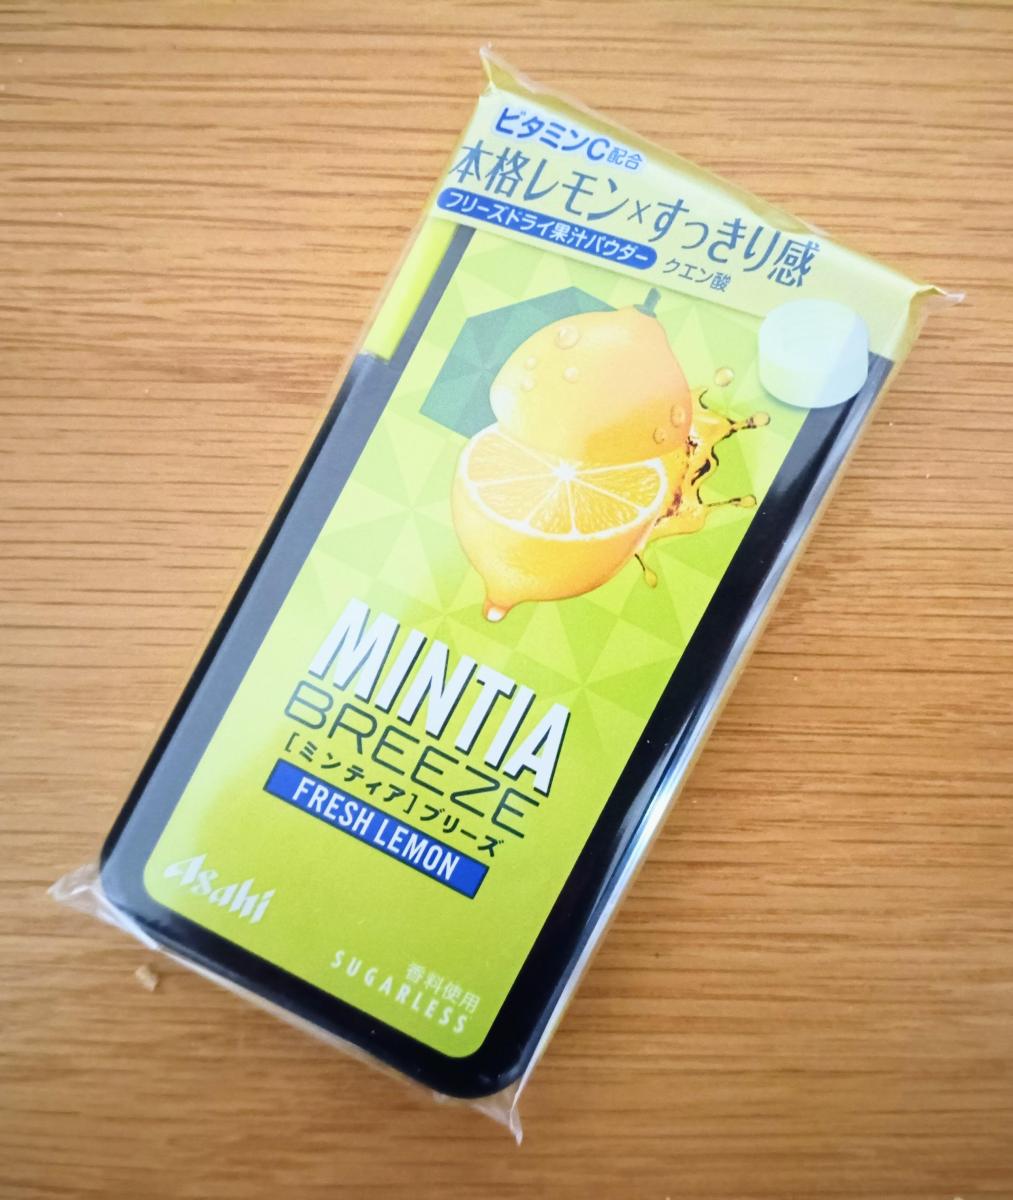 ビタミンC配合
本格レモン×すっきり感
フリーズドライ果汁パウダー クエン酸
MINTIA
BREEZE
[ミンティア]ブリーズ
FRESH LEMON
Asahi
香料使用
SUGARLESS